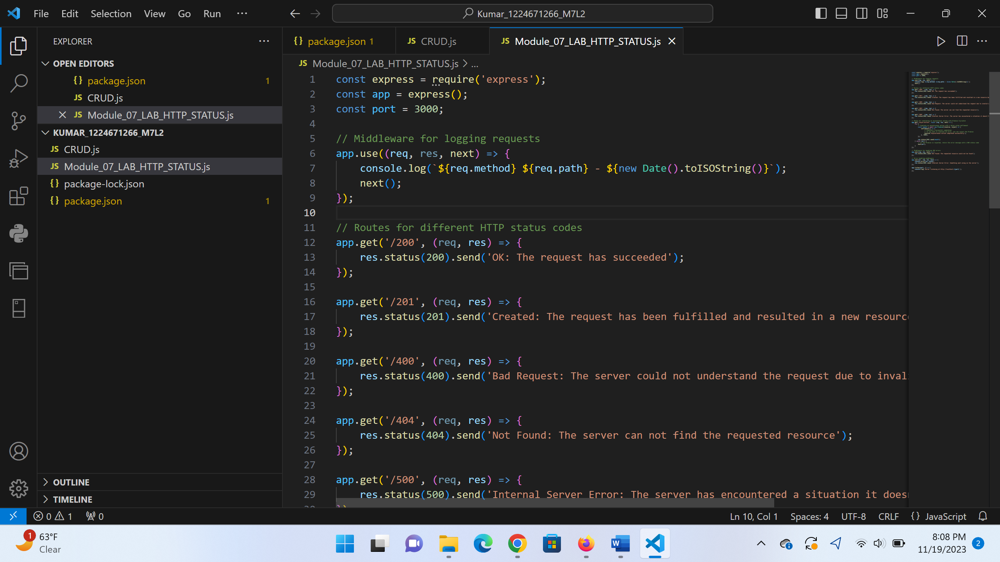 File Edit Selection View Go Run ...
Kumar_1224671266_M7L2
EXPLORER
OPEN EDITORS
{} package.json 1
JS CRUD.js
JS Module_07_LAB_HTTP_STATUS.js
KUMAR_1224671266_M7L2
JS CRUD.js
JS Module_07_LAB_HTTP_STATUS.js
{} package-lock.json
{} package.json 1
OUTLINE
TIMELINE
{} package.json 1
JS CRUD.js
JS Module_07_LAB_HTTP_STATUS.js
JS Module_07_LAB_HTTP_STATUS.js > ...
1 const express = require('express');
2 const app = express();
3 const port = 3000;
4
5 // Middleware for logging requests
6 app.use((req, res, next) => {
7 console.log(`${req.method} ${req.path} - ${new Date().toISOString()}`);
8 next();
9 });
10
11 // Routes for different HTTP status codes
12 app.get('/200', (req, res) => {
13 res.status(200).send('OK: The request has succeeded');
14 });
15
16 app.get('/201', (req, res) => {
17 res.status(201).send('Created: The request has been fulfilled and resulted in a new resourc
18 });
19
20 app.get('/400', (req, res) => {
21 res.status(400).send('Bad Request: The server could not understand the request due to inval
22 });
23
24 app.get('/404', (req, res) => {
25 res.status(404).send('Not Found: The server can not find the requested resource');
26 });
27
28 app.get('/500', (req, res) => {
29 res.status(500).send('Internal Server Error: The server has encountered a situation it does
0 1 0
Ln 10, Col 1 Spaces: 4 UTF-8 CRLF {} JavaScript
1
63°F
Clear
8:08 PM
11/19/2023
2